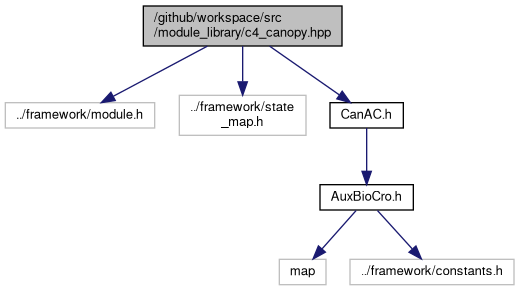 /github/workspace/src
/module_library/c4_canopy.hpp
../framework/module.h
../framework/state
_map.h
CanAC.h
AuxBioCro.h
map
../framework/constants.h